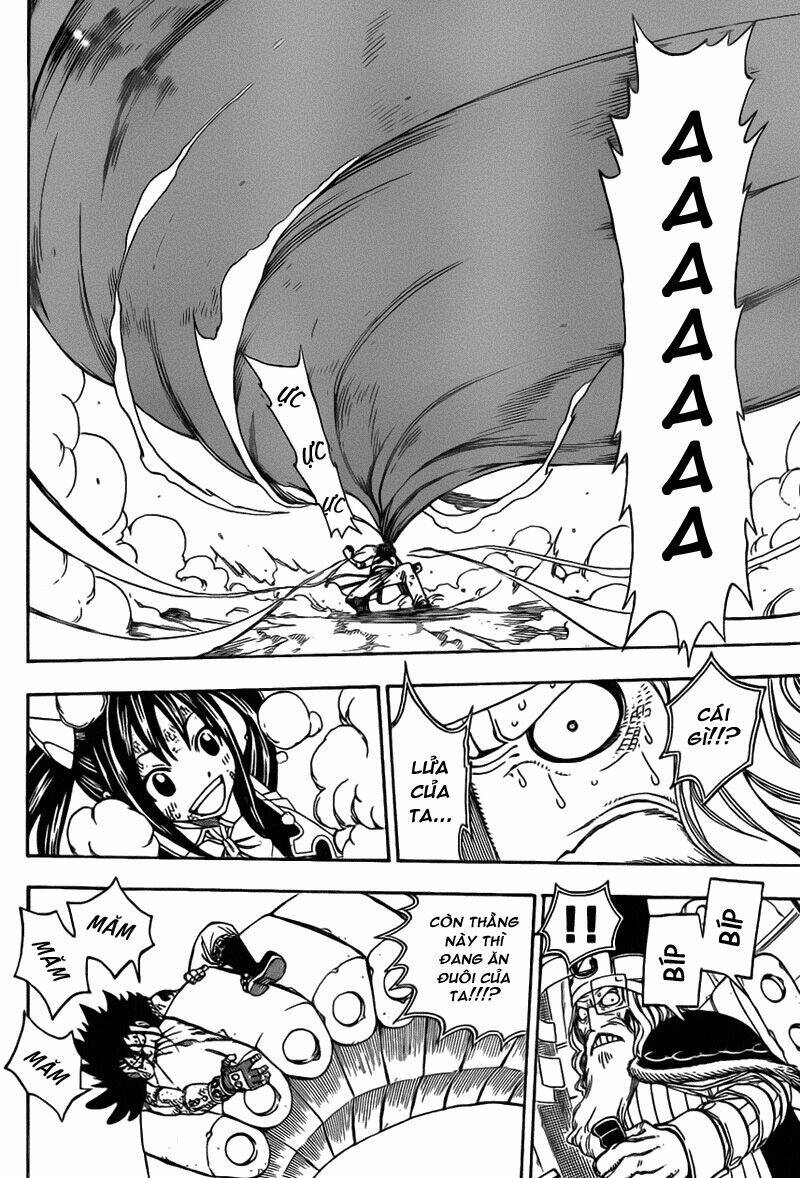 A
A
A
A
A
A
A
ỰC
ỰC
ỰC
CÁI
GÌ!!?
LỬA
CỦA
TA...
BÍP
BÍP
!!
CÒN THẰNG
NÀY THÌ
ĐANG ĂN
ĐUÔI CỦA
TA!!!?
MĂM
MĂM
MĂM